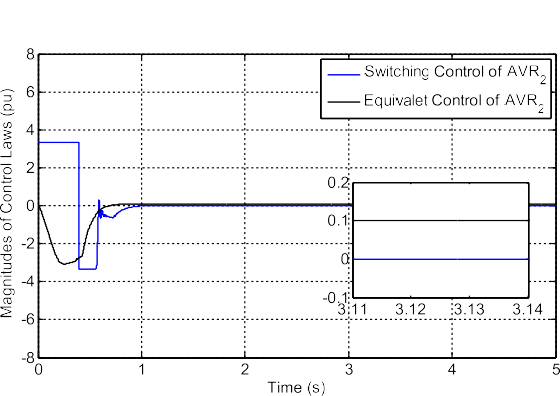 8
6
4
2
0
-2
-4
-6
-8
Magnitudes of Control Laws (pu)
Switching Control of AVR2
Equivalet Control of AVR2
0.2
0.1
0
-0.1
3.11 3.12 3.13 3.14
0 1 2 3 4 5
Time (s)